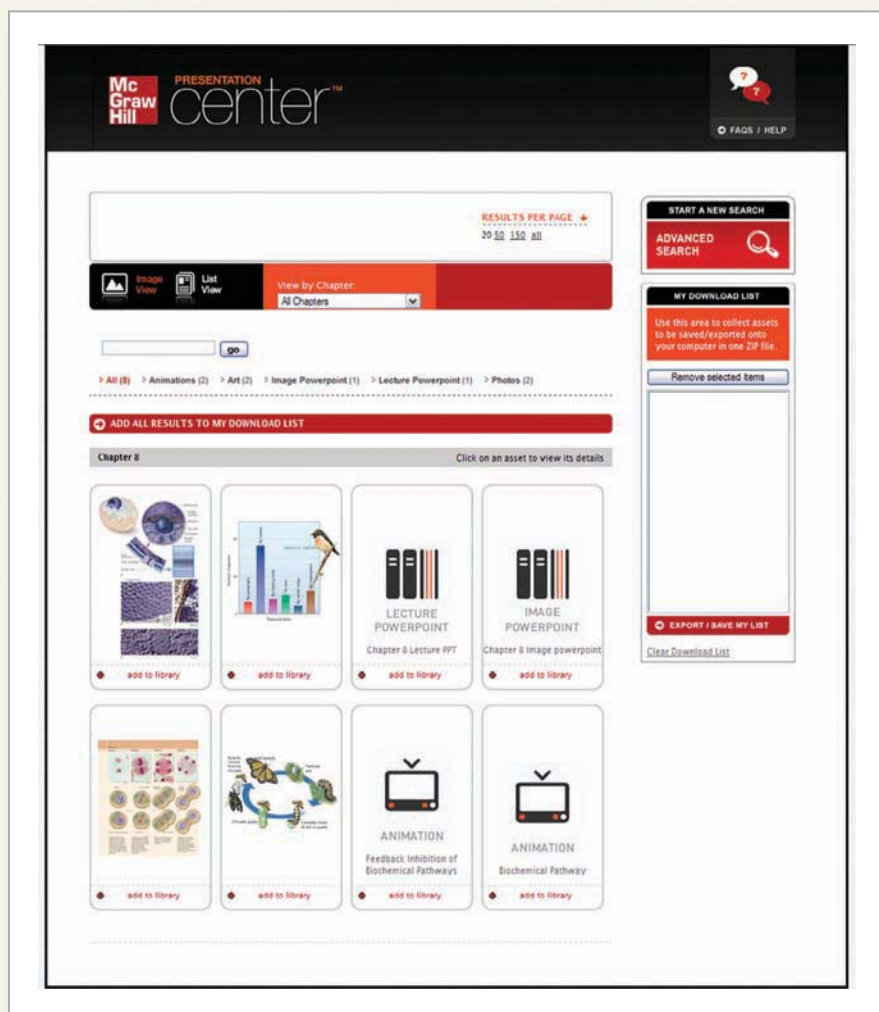 Mc
Graw
Hill
PRESENTATION
center™
? ?
FAQS / HELP
RESULTS PER PAGE
20 50 150 all
START A NEW SEARCH
ADVANCED
SEARCH
Image
View
List
View
View by Chapter:
All Chapters
MY DOWNLOAD LIST
Use this area to collect assets
to be saved/exported onto
your computer in one ZIP file.
Remove selected items
go
> All (8) > Animations (2) > Art (2) > Image Powerpoint (1) > Lecture Powerpoint (1) > Photos (2)
ADD ALL RESULTS TO MY DOWNLOAD LIST
Chapter 8
Click on an asset to view its details
LECTURE
POWERPOINT
Chapter 8 Lecture PPT
IMAGE
POWERPOINT
Chapter 8 Image powerpoint
add to library
add to library
add to library
add to library
EXPORT / SAVE MY LIST
Clear Download List
ANIMATION
Feedback Inhibition of
Biochemical Pathways
ANIMATION
Biochemical Pathway
add to library
add to library
add to library
add to library